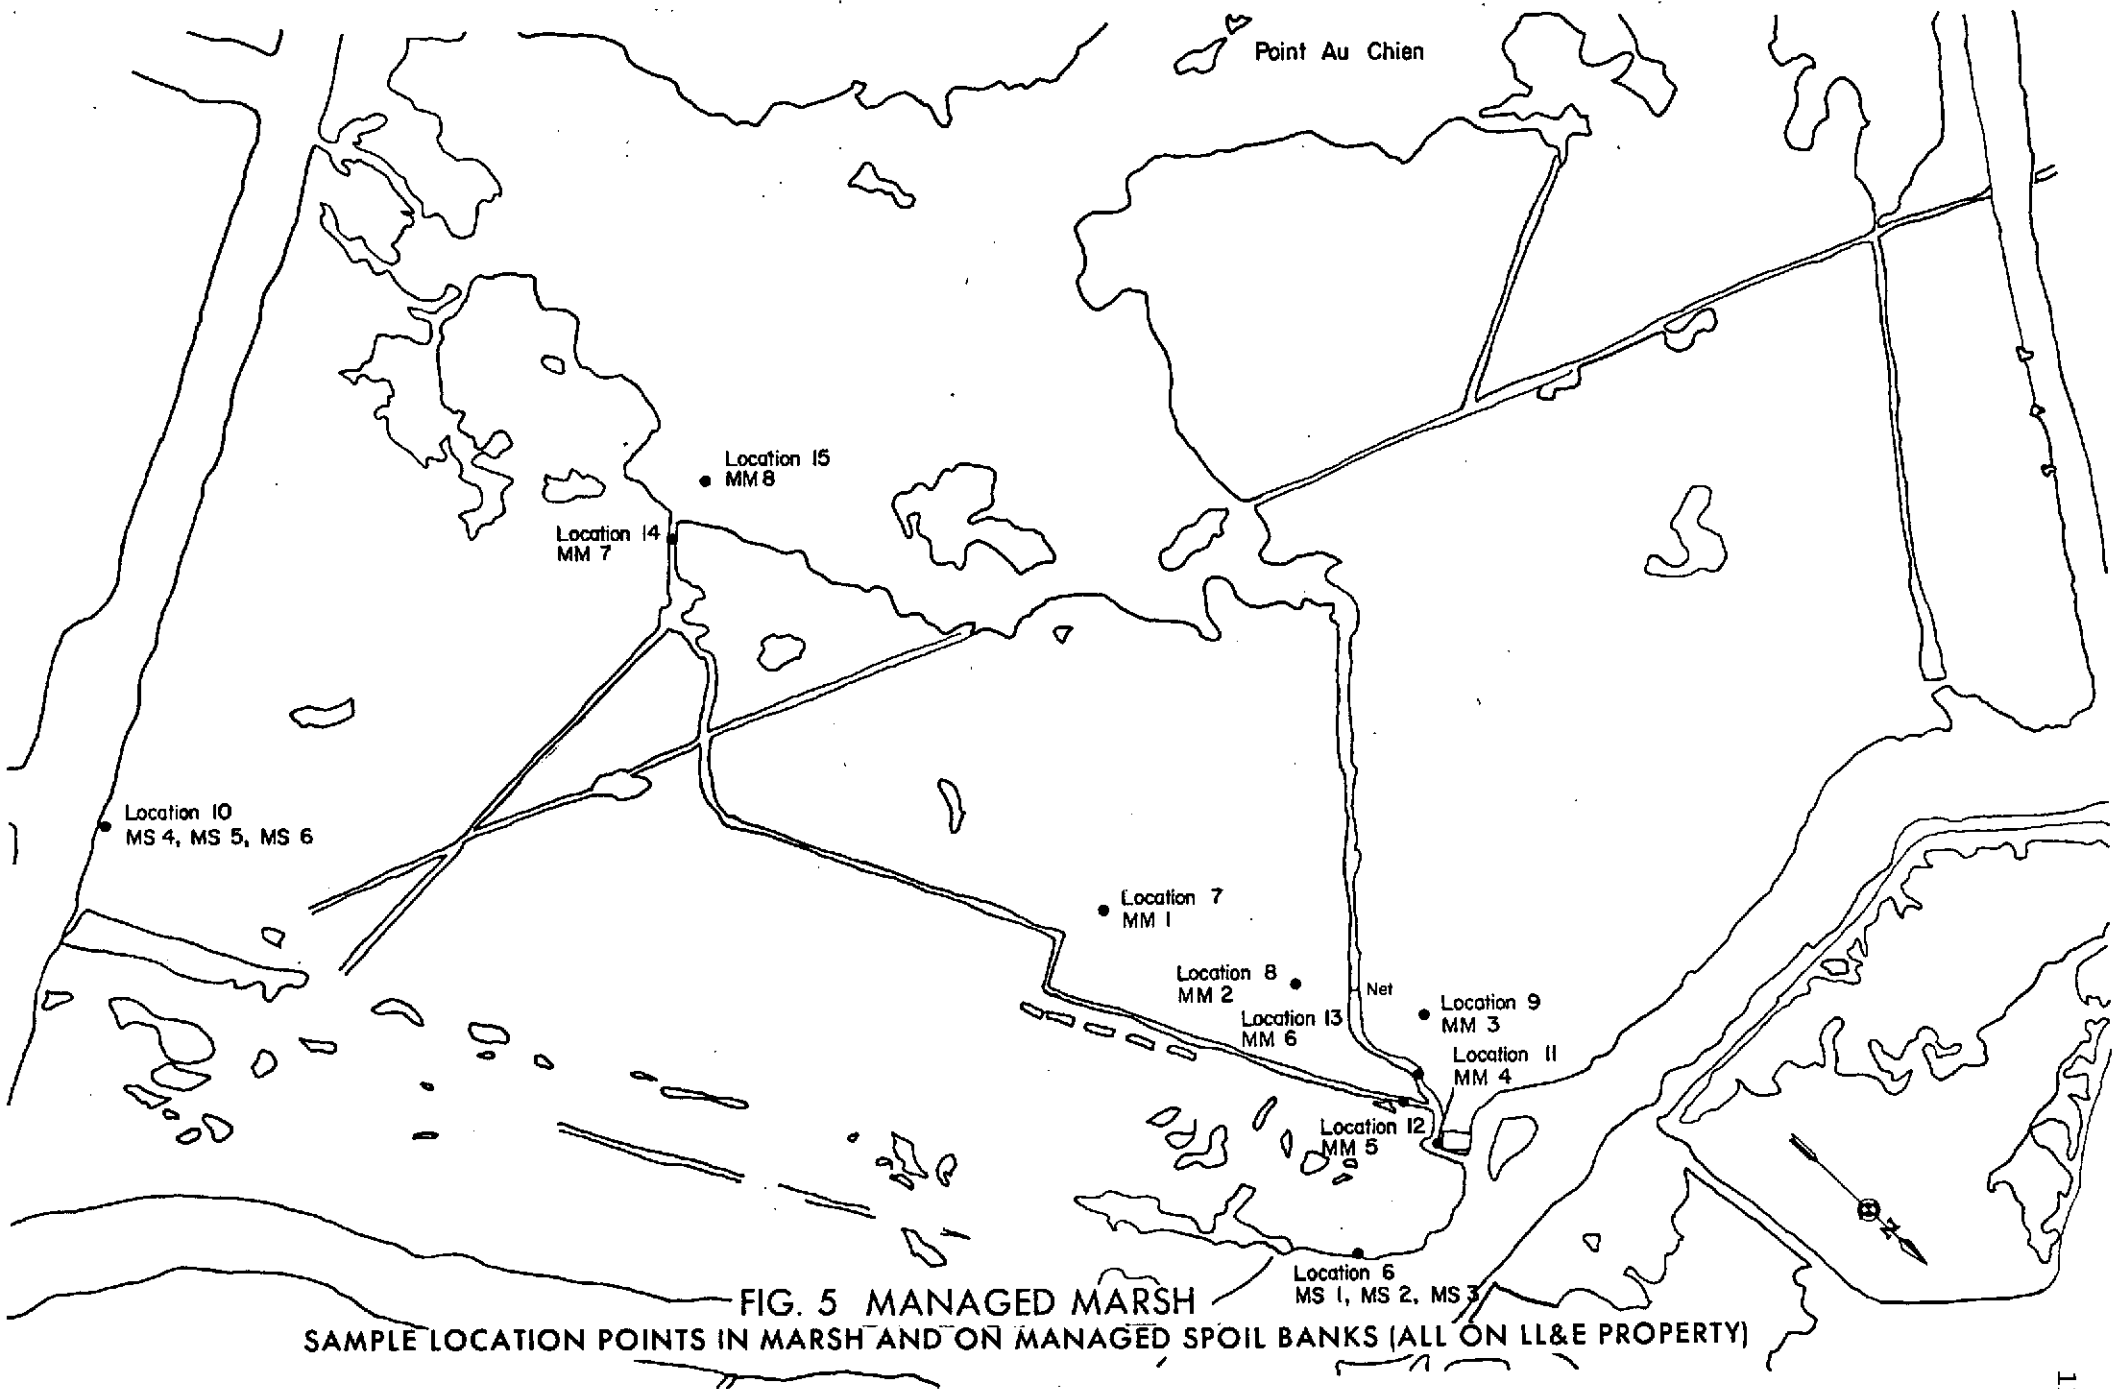 Point Au Chien
Location 15
MM 8
Location 14
MM 7
Location 10
MS 4, MS 5, MS 6
Location 7
MM 1
Location 8
MM 2
Net
Location 9
MM 3
Location 13
MM 6
Location 11
MM 4
Location 12
MM 5
N
Location 6
MS 1, MS 2, MS 3
FIG. 5 MANAGED MARSH
SAMPLE LOCATION POINTS IN MARSH AND ON MANAGED SPOIL BANKS (ALL ON LL&E PROPERTY)